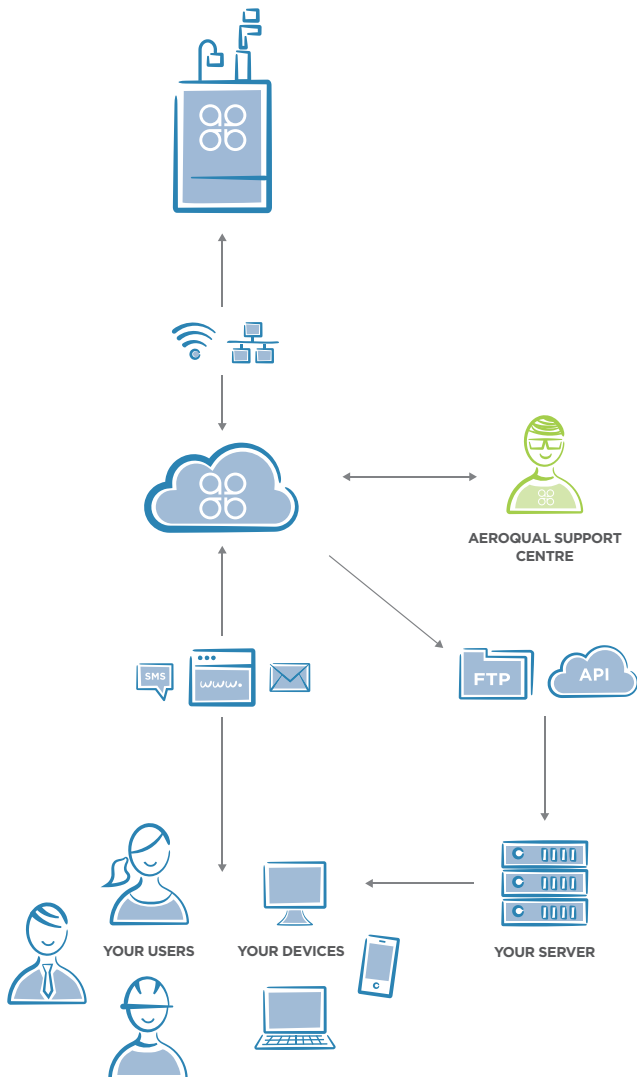 AEROQUAL SUPPORT
CENTRE
SMS
www.
FTP
API
YOUR USERS
YOUR DEVICES
YOUR SERVER